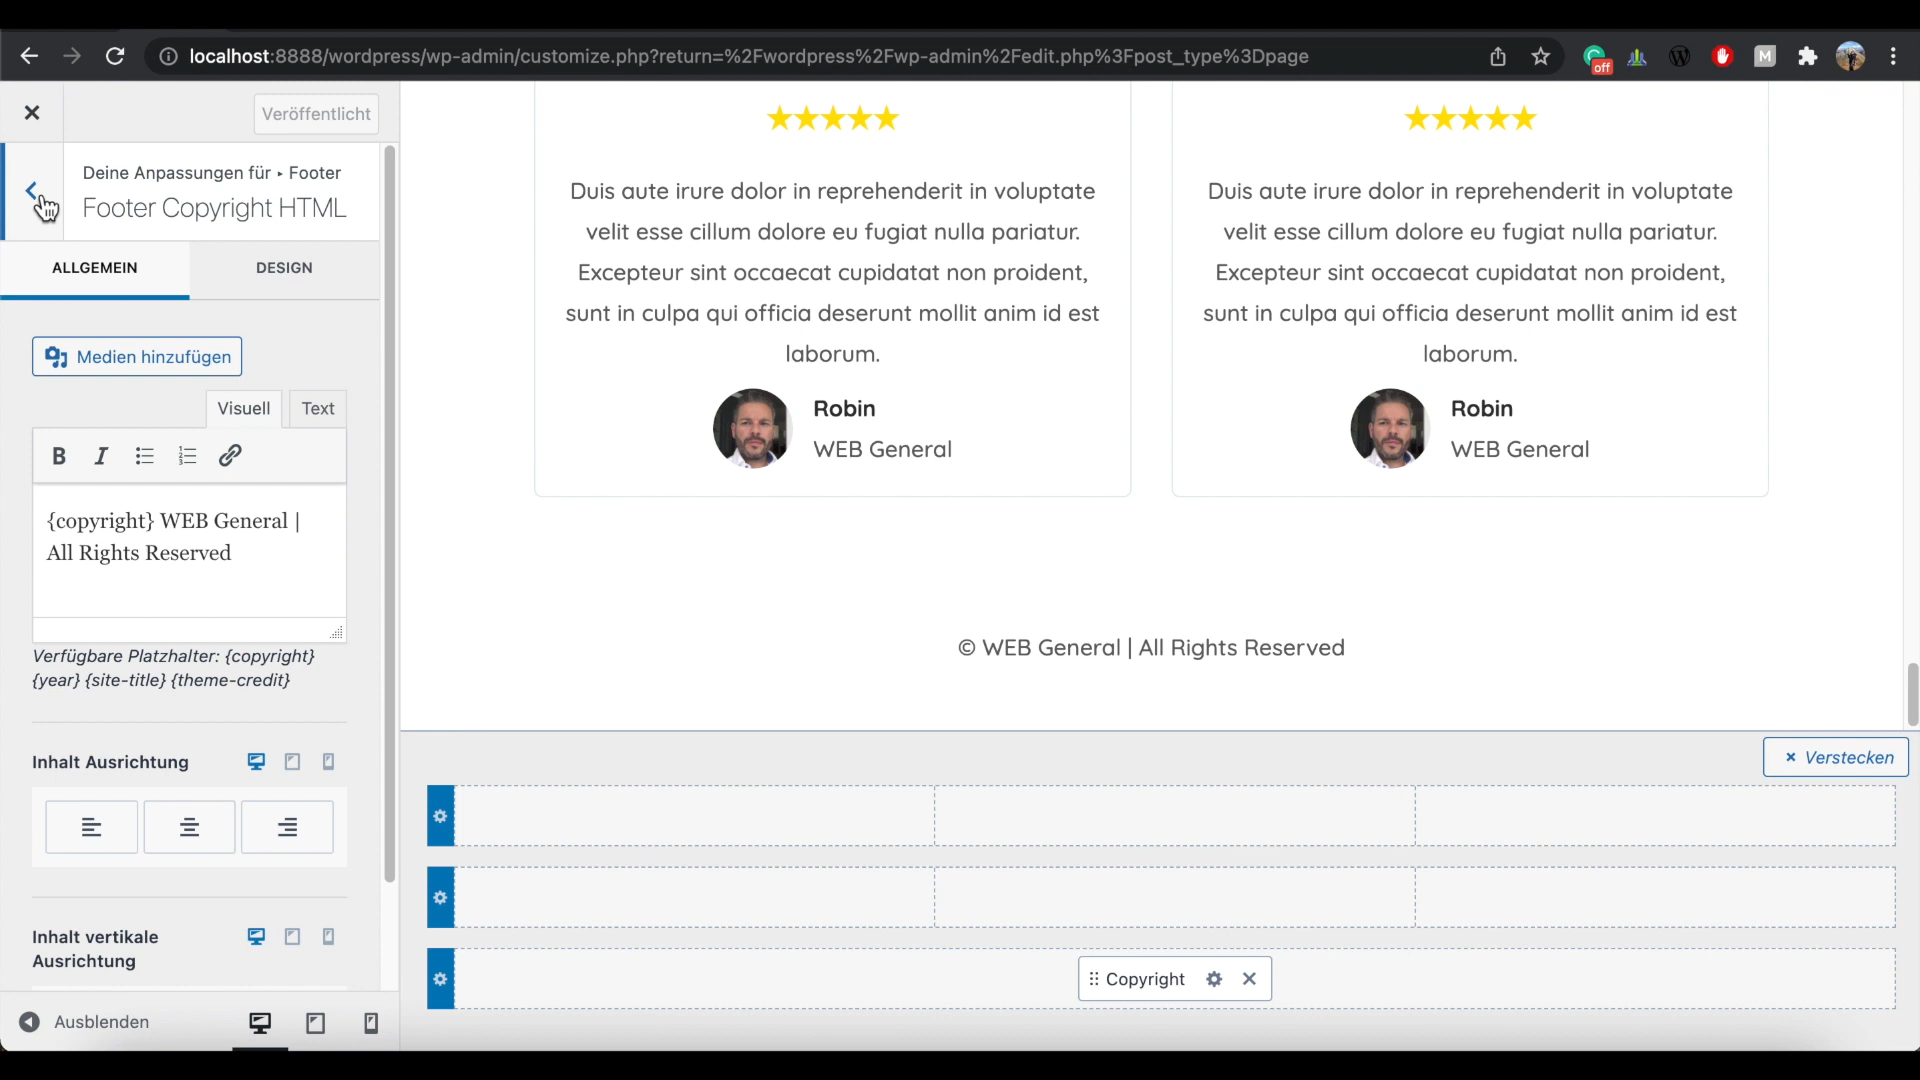 localhost:8888/wordpress/wp-admin/customize.php?return=%2Fwordpress%2Fwp-admin%2Fedit.php%3Fpost_type%3Dpage
off
M
Veröffentlicht
Deine Anpassungen für ▸ Footer
Footer Copyright HTML
ALLGEMEIN
DESIGN
Medien hinzufügen
Visuell
Text
B
I
{copyright} WEB General |
All Rights Reserved
Verfügbare Platzhalter: {copyright}
{year} {site-title} {theme-credit}
Inhalt Ausrichtung
Inhalt vertikale
Ausrichtung
Ausblenden
★★★★★
Duis aute irure dolor in reprehenderit in voluptate
velit esse cillum dolore eu fugiat nulla pariatur.
Excepteur sint occaecat cupidatat non proident,
sunt in culpa qui officia deserunt mollit anim id est
laborum.
Robin
WEB General
★★★★★
Duis aute irure dolor in reprehenderit in voluptate
velit esse cillum dolore eu fugiat nulla pariatur.
Excepteur sint occaecat cupidatat non proident,
sunt in culpa qui officia deserunt mollit anim id est
laborum.
Robin
WEB General
© WEB General | All Rights Reserved
Verstecken
Copyright